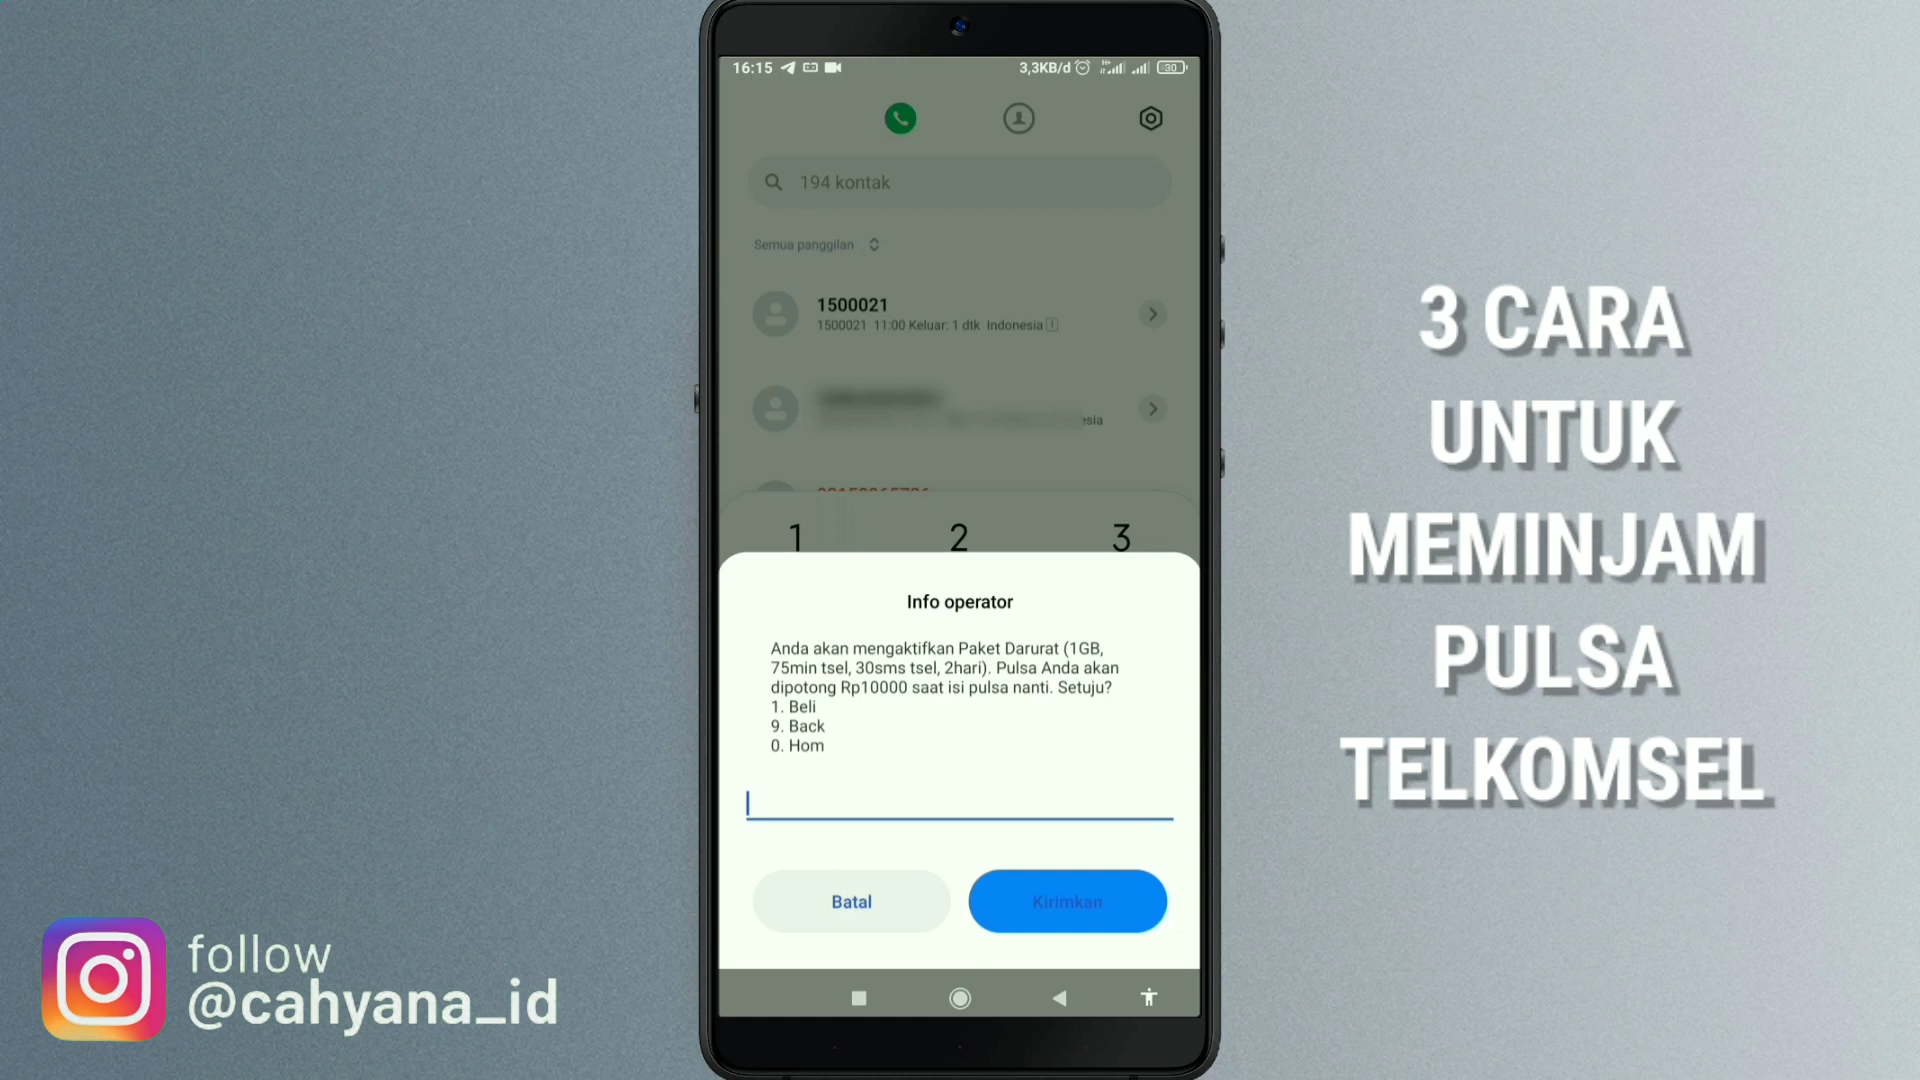 16:15
3,3KB/d
30
194 kontak
Semua panggilan
1500021
1500021 11:00 Keluar: 1 dtk Indonesia 1
esia
1 2 3
Info operator
Anda akan mengaktifkan Paket Darurat (1GB,
75min tsel, 30sms tsel, 2hari). Pulsa Anda akan
dipotong Rp10000 saat isi pulsa nanti. Setuju?
1. Beli
9. Back
0. Hom
Batal
Kirimkan
3 CARA
UNTUK
MEMINJAM
PULSA
TELKOMSEL
follow
@cahyana_id